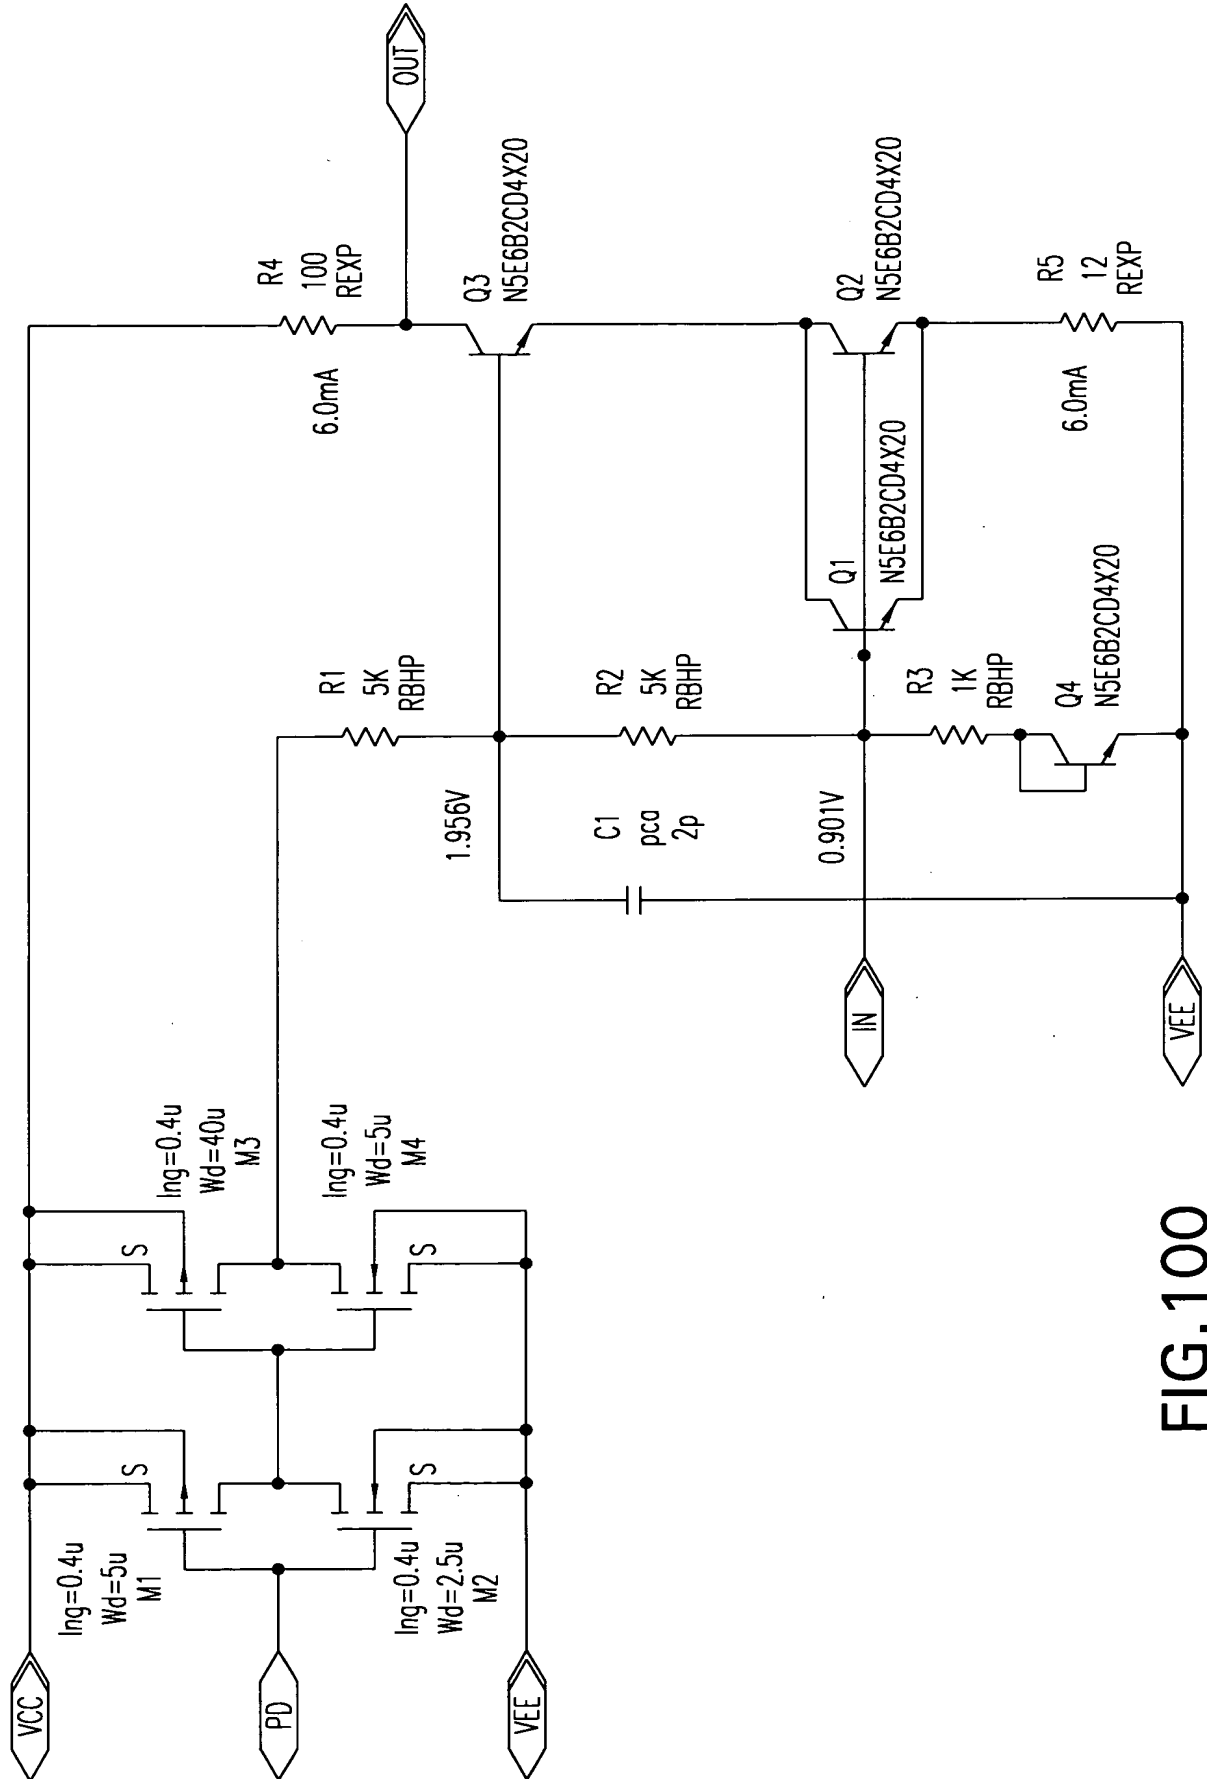 VCC
PD
VEE
lng=0.4u
Wd=5u
M1
S
lng=0.4u
Wd=2.5u
M2
S
lng=0.4u
Wd=40u
M3
S
lng=0.4u
Wd=5u
M4
S
R1
5K
RBHP
1.956V
R2
5K
RBHP
C1
pca
2p
0.901V
IN
VEE
R3
1K
RBHP
Q4
N5E6B2CD4X20
Q1
N5E6B2CD4X20
R4
100
REXP
6.0mA
OUT
Q3
N5E6B2CD4X20
Q2
N5E6B2CD4X20
R5
12
REXP
6.0mA
FIG.100